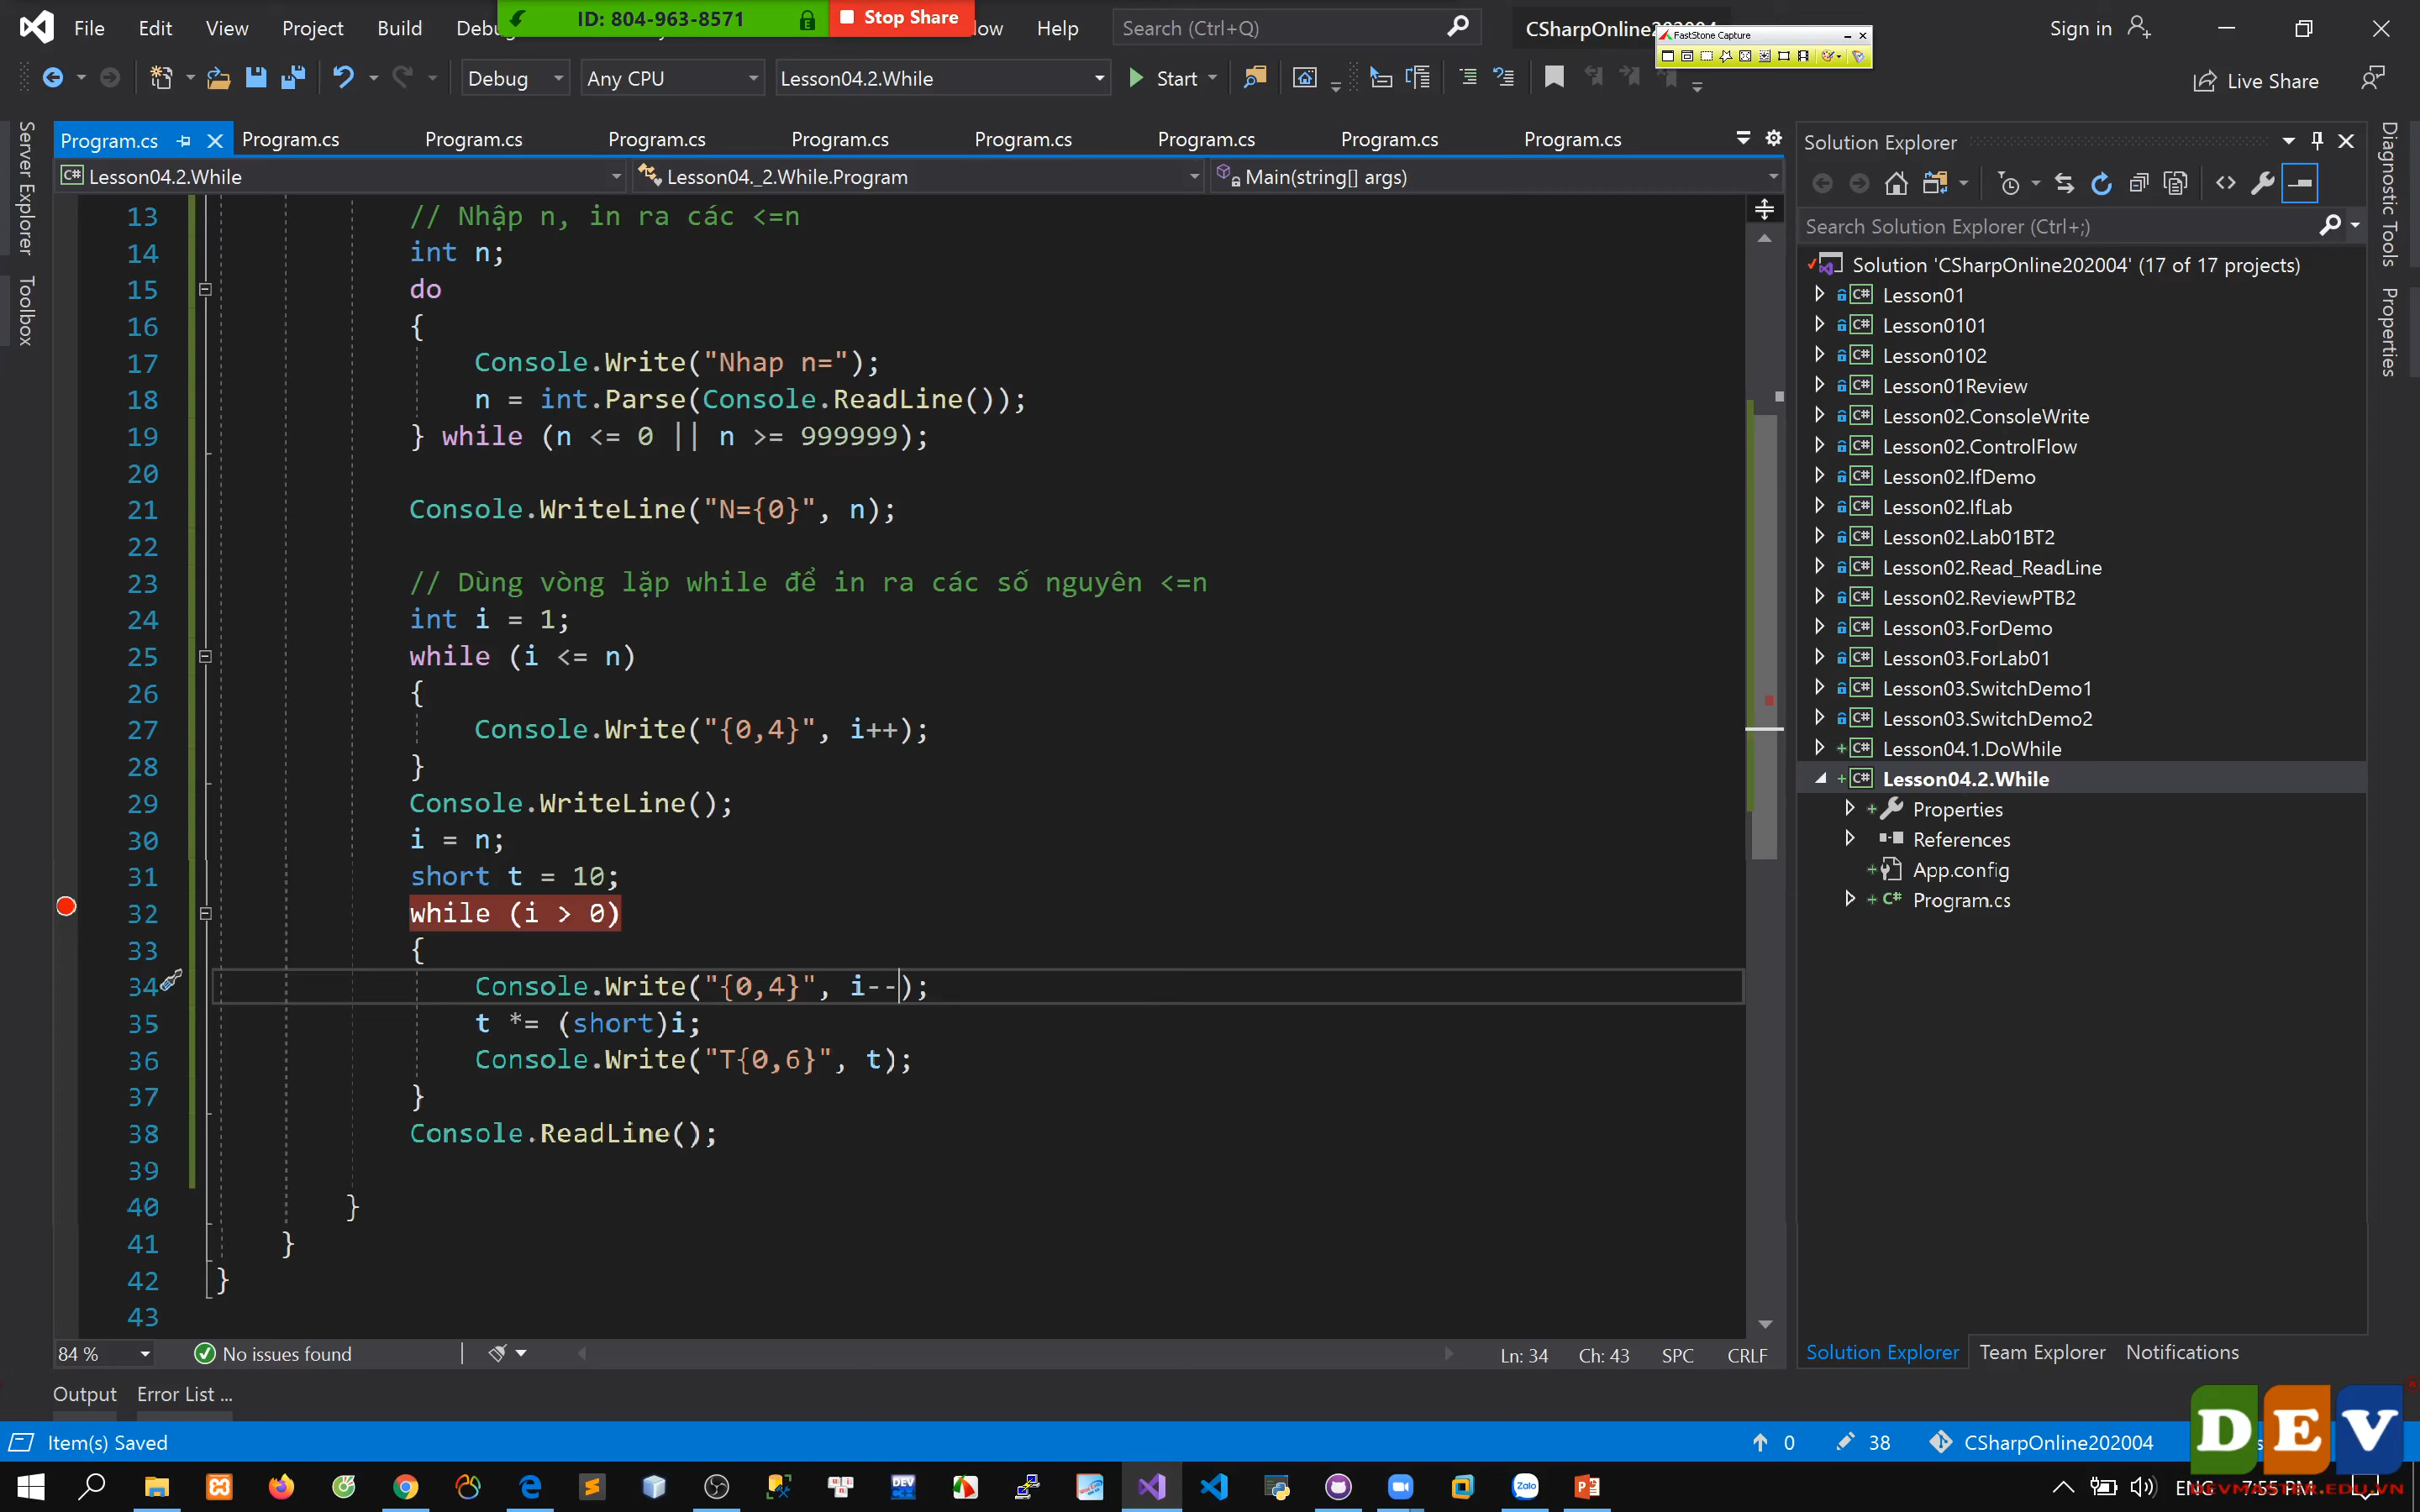 File Edit View Project Build Debu
ID: 804-963-8571
Stop Share
ow Help
Search (Ctrl+Q)
CSharpOnline202004
FastStone Capture
Sign in
Debug Any CPU Lesson04.2.While Start
Live Share
Server Explorer
Toolbox
Program.cs Program.cs Program.cs Program.cs Program.cs Program.cs Program.cs Program.cs Program.cs
Lesson04.2.While Lesson04._2.While.Program Main(string[] args)
13 // Nhập n, in ra các <=n
14 int n;
15 do
16 {
17 Console.Write("Nhap n=");
18 n = int.Parse(Console.ReadLine());
19 } while (n <= 0 || n >= 999999);
20
21 Console.WriteLine("N={0}", n);
22
23 // Dùng vòng lặp while để in ra các số nguyên <=n
24 int i = 1;
25 while (i <= n)
26 {
27 Console.Write("{0,4}", i++);
28 }
29 Console.WriteLine();
30 i = n;
31 short t = 10;
32 while (i > 0)
33 {
34 Console.Write("{0,4}", i--);
35 t *= (short)i;
36 Console.Write("T{0,6}", t);
37 }
38 Console.ReadLine();
39
40 }
41 }
42 }
43
84 % No issues found Ln: 34 Ch: 43 SPC CRLF
Output Error List ...
Solution Explorer
Search Solution Explorer (Ctrl+;)
Solution 'CSharpOnline202004' (17 of 17 projects)
C# Lesson01
C# Lesson0101
C# Lesson0102
C# Lesson01Review
C# Lesson02.ConsoleWrite
C# Lesson02.ControlFlow
C# Lesson02.IfDemo
C# Lesson02.IfLab
C# Lesson02.Lab01BT2
C# Lesson02.Read_ReadLine
C# Lesson02.ReviewPTB2
C# Lesson03.ForDemo
C# Lesson03.ForLab01
C# Lesson03.SwitchDemo1
C# Lesson03.SwitchDemo2
C# Lesson04.1.DoWhile
C# Lesson04.2.While
Properties
References
App.config
C# Program.cs
Solution Explorer Team Explorer Notifications
Diagnostic Tools
Properties
Item(s) Saved 0 38 CSharpOnline202004
DEV
DEVMASTER.EDU.VN
ENG 7:55 PM